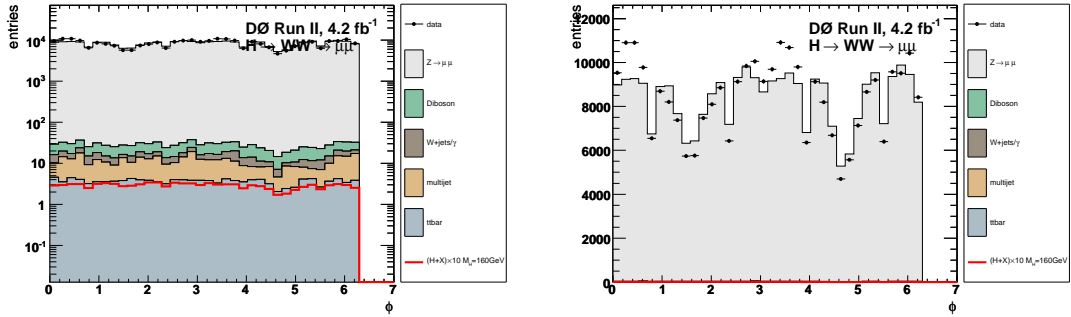 entries
DØ Run II, 4.2 fb⁻¹
H → WW → μμ
10⁴
10³
10²
10
1
10⁻¹
0 1 2 3 4 5 6 7
ϕ
data
Z → μ μ
Diboson
W+jets/γ
multijet
ttbar
(H+X)×10 M_H=160GeV
entries
DØ Run II, 4.2 fb⁻¹
H → WW → μμ
12000
10000
8000
6000
4000
2000
0
0 1 2 3 4 5 6 7
ϕ
data
Z → μ μ
Diboson
W+jets/γ
multijet
ttbar
(H+X)×10 M_H=160GeV